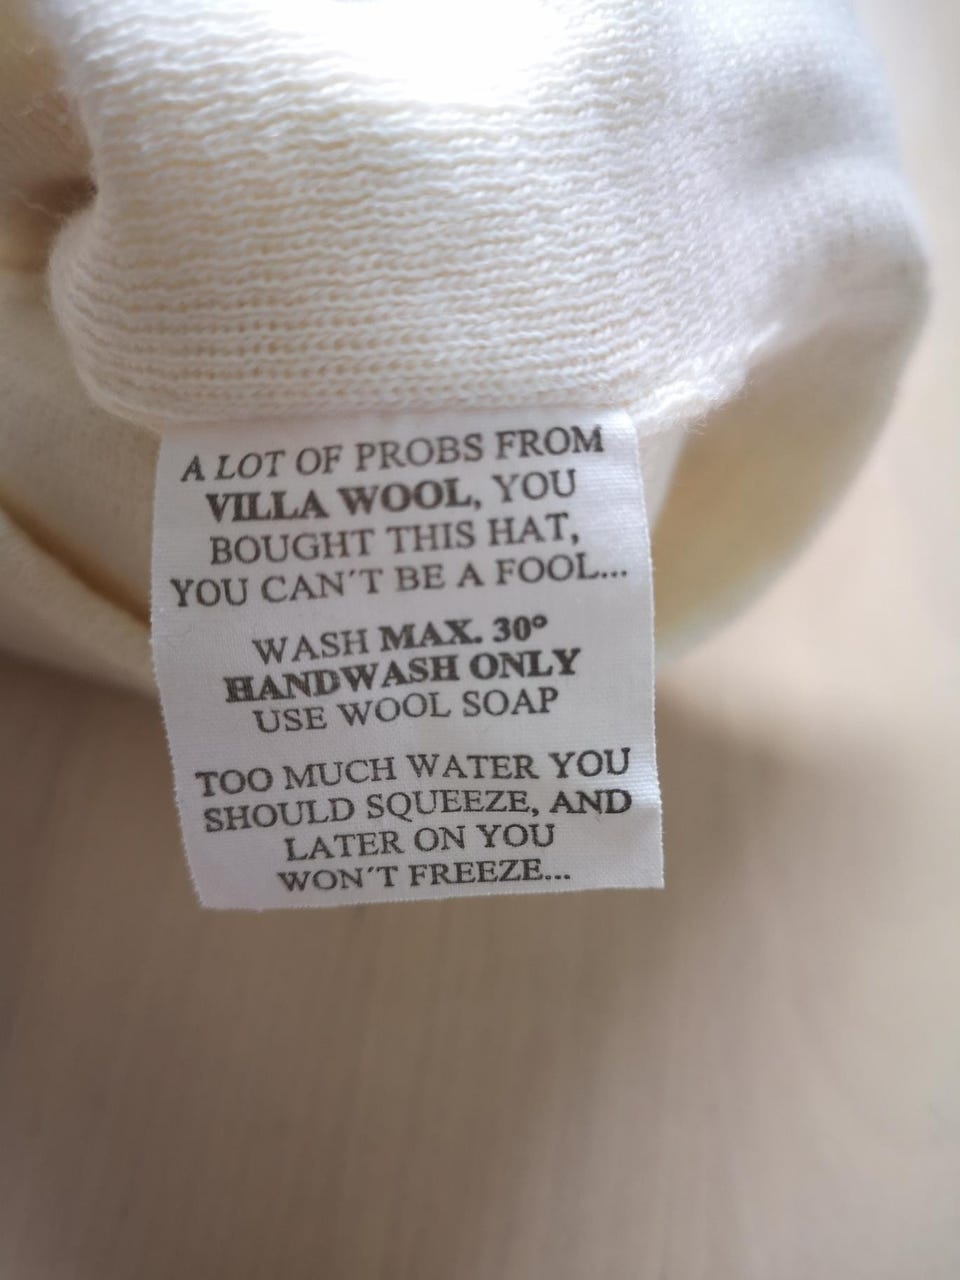 A LOT OF PROBS FROM
VILLA WOOL, YOU
BOUGHT THIS HAT,
YOU CAN´T BE A FOOL...
WASH MAX. 30º
HANDWASH ONLY
USE WOOL SOAP
TOO MUCH WATER YOU
SHOULD SQUEEZE, AND
LATER ON YOU
WON´T FREEZE...